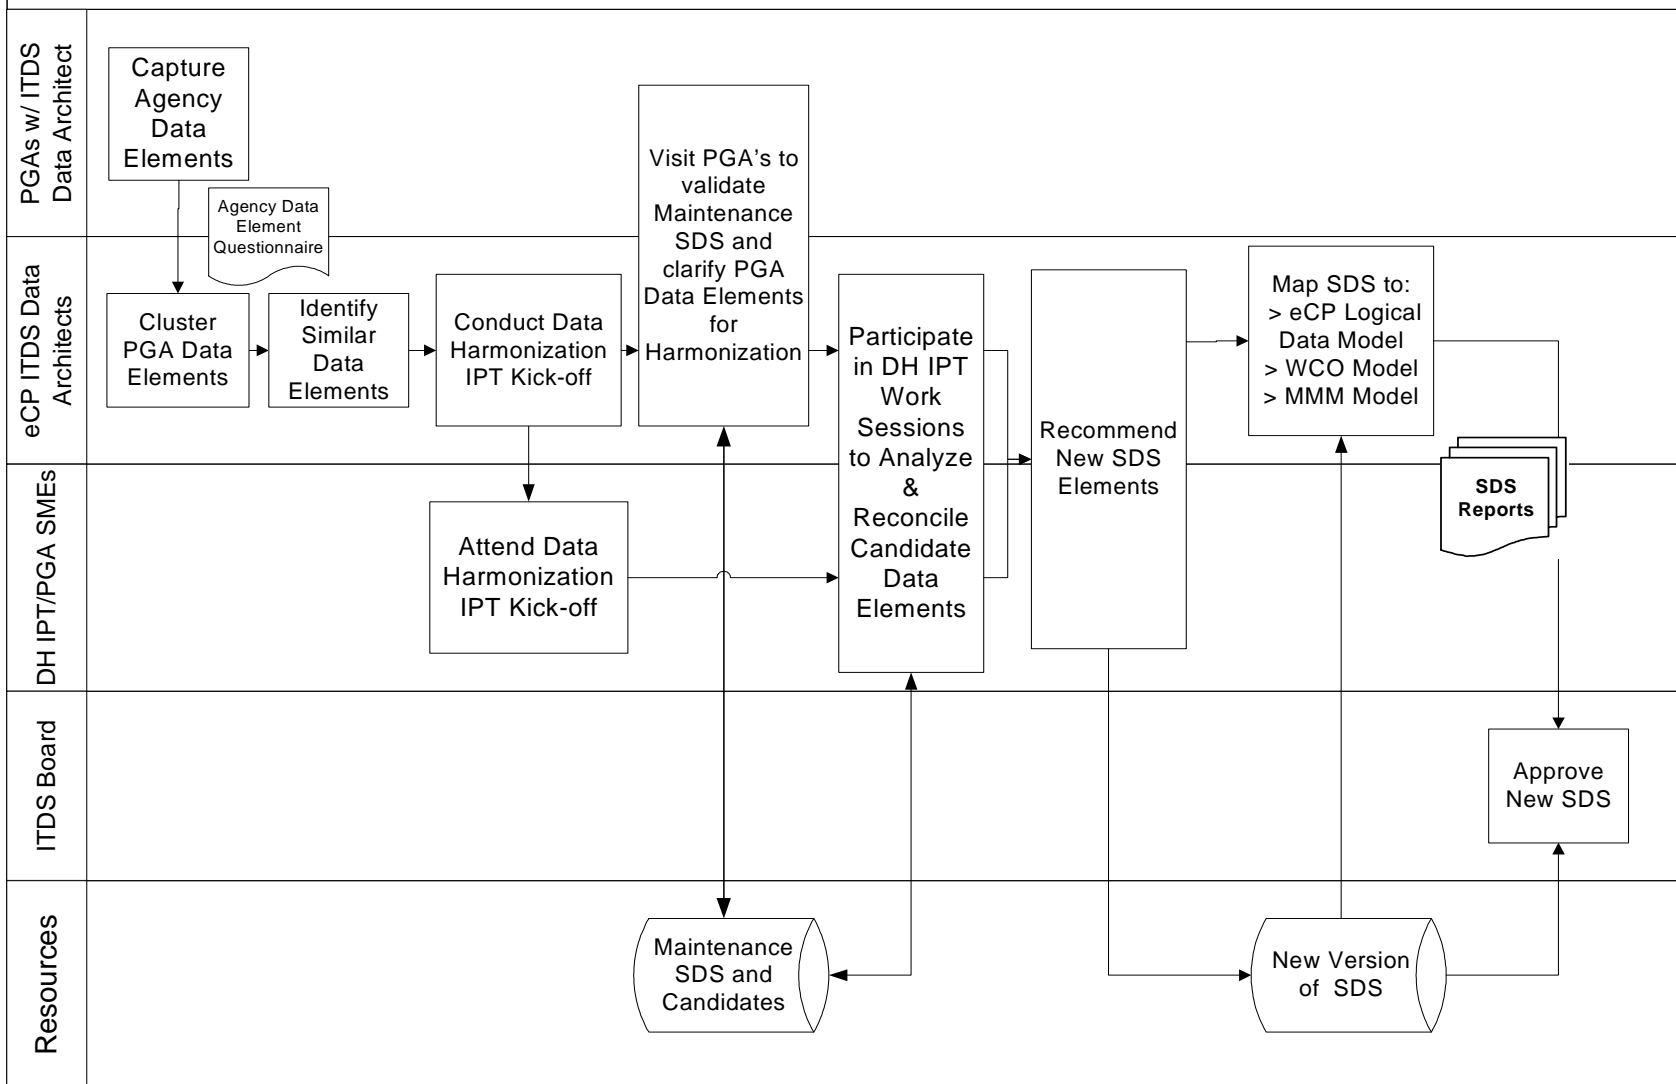 PGAs w/ ITDS
Data Architect
Capture
Agency
Data
Elements
Agency Data
Element
Questionnaire
Visit PGA's to
validate
Maintenance
SDS and
clarify PGA
Data Elements
for
Harmonization
eCP ITDS Data
Architects
Cluster
PGA Data
Elements
Identify
Similar
Data
Elements
Conduct Data
Harmonization
IPT Kick-off
Participate
in DH IPT
Work
Sessions
to Analyze
&
Reconcile
Candidate
Data
Elements
Recommend
New SDS
Elements
Map SDS to:
> eCP Logical
Data Model
> WCO Model
> MMM Model
SDS
Reports
DH IPT/PGA SMEs
Attend Data
Harmonization
IPT Kick-off
ITDS Board
Approve
New SDS
Resources
Maintenance
SDS and
Candidates
New Version
of SDS